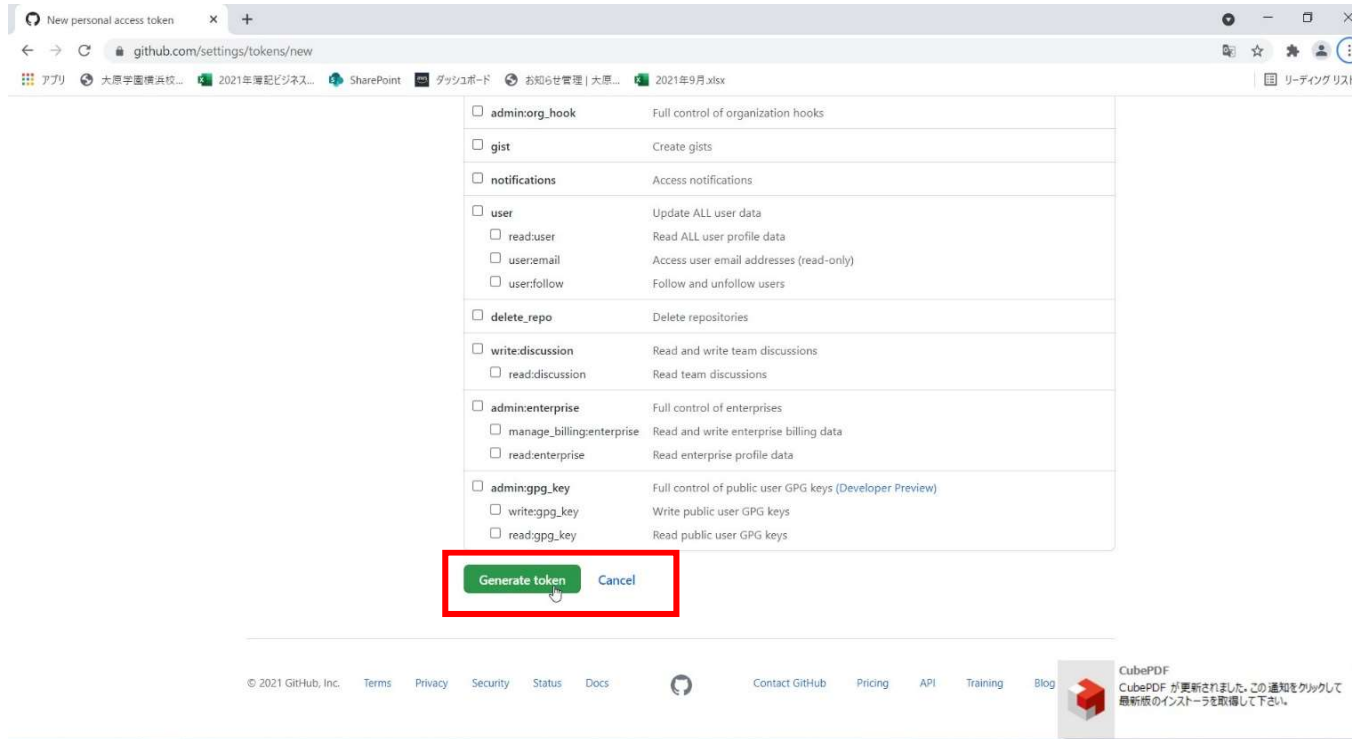 New personal access token
github.com/settings/tokens/new
アプリ 大原学園横浜校... 2021年簿記ビジネス... SharePoint ダッシュボード お知らせ管理 | 大原... 2021年9月.xlsx リーディングリスト
admin:org_hook Full control of organization hooks
gist Create gists
notifications Access notifications
user Update ALL user data
read:user Read ALL user profile data
user:email Access user email addresses (read-only)
user:follow Follow and unfollow users
delete_repo Delete repositories
write:discussion Read and write team discussions
read:discussion Read team discussions
admin:enterprise Full control of enterprises
manage_billing:enterprise Read and write enterprise billing data
read:enterprise Read enterprise profile data
admin:gpg_key Full control of public user GPG keys (Developer Preview)
write:gpg_key Write public user GPG keys
read:gpg_key Read public user GPG keys
Generate token Cancel
© 2021 GitHub, Inc. Terms Privacy Security Status Docs Contact GitHub Pricing API Training Blog
CubePDF
CubePDF が更新されました。この通知をクリックして
最新版のインストーラを取得して下さい。